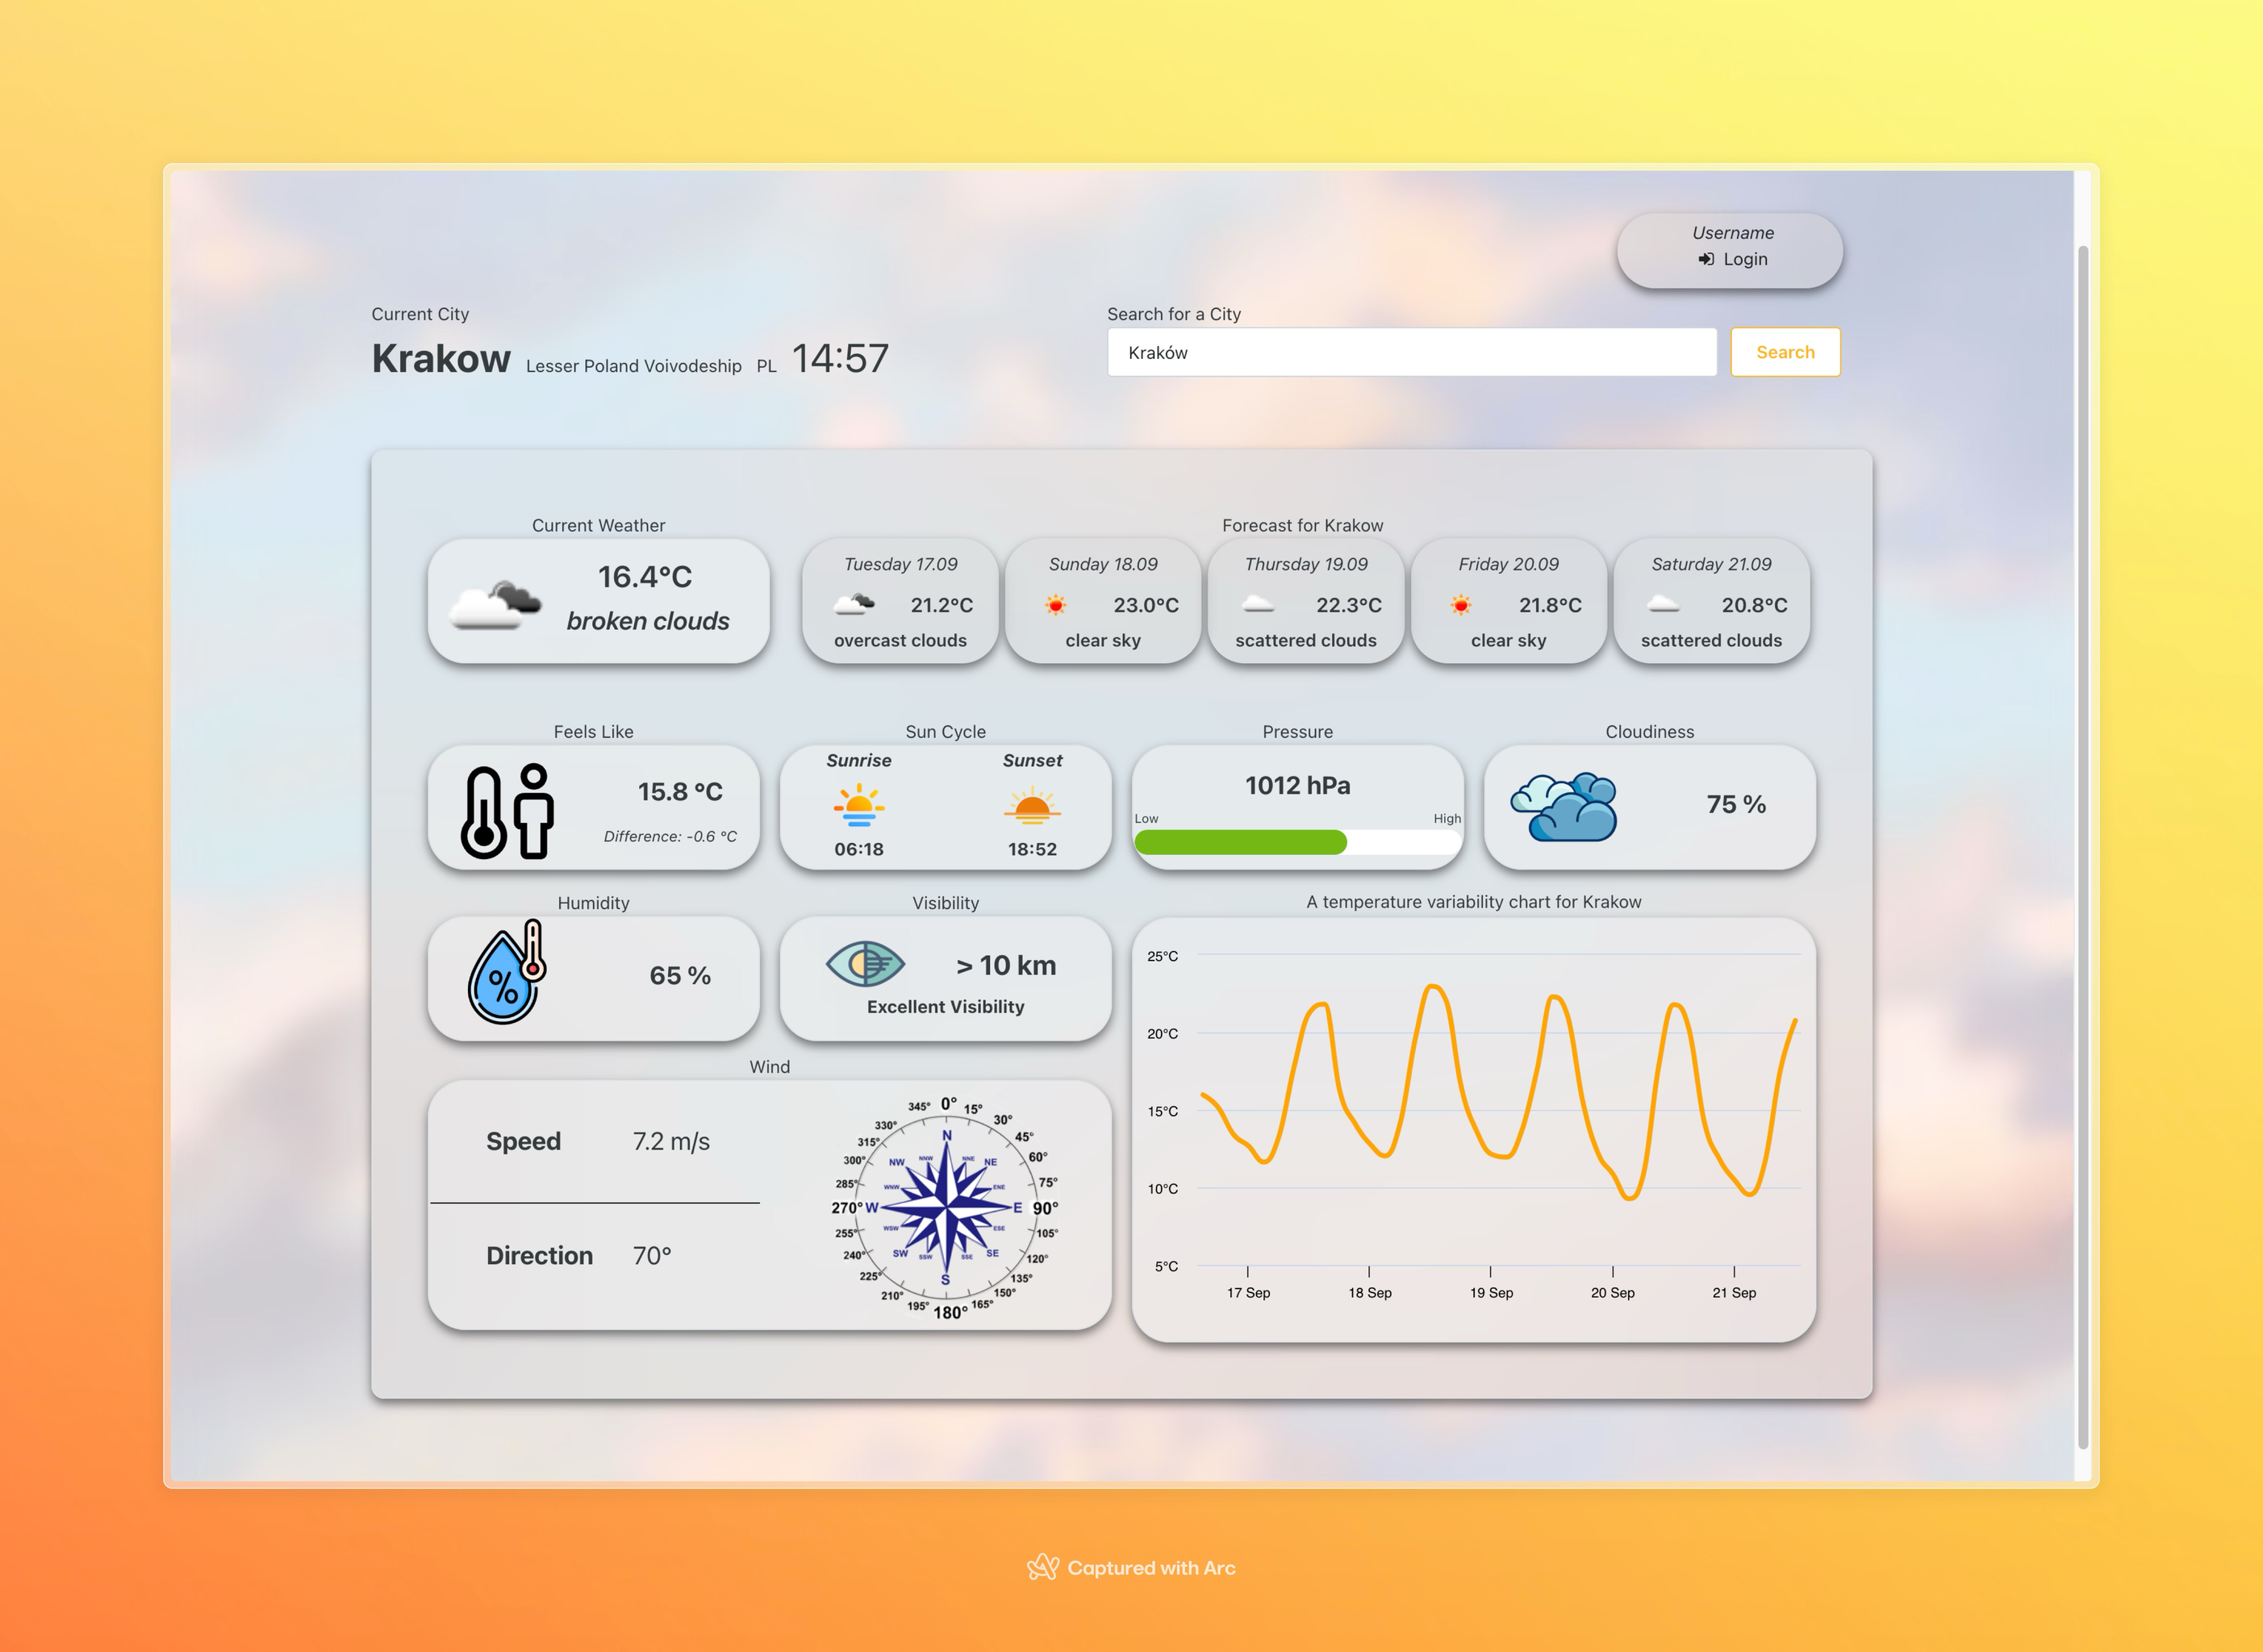 Username
Login
Current City
Krakow Lesser Poland Voivodeship PL 14:57
Search for a City
Kraków
Search
Current Weather
16.4°C
broken clouds
Forecast for Krakow
Tuesday 17.09
21.2°C
overcast clouds
Sunday 18.09
23.0°C
clear sky
Thursday 19.09
22.3°C
scattered clouds
Friday 20.09
21.8°C
clear sky
Saturday 21.09
20.8°C
scattered clouds
Feels Like
15.8 °C
Difference: -0.6 °C
Sun Cycle
Sunrise
06:18
Sunset
18:52
Pressure
1012 hPa
Low
High
Cloudiness
75 %
Humidity
%
65 %
Visibility
> 10 km
Excellent Visibility
Wind
Speed 7.2 m/s
Direction 70°
0°
15°
30°
45°
60°
75°
90°
105°
120°
135°
150°
165°
180°
195°
210°
225°
240°
255°
270°
285°
300°
315°
330°
345°
N
NNE
NE
ENE
E
ESE
SE
SSE
S
SSW
SW
WSW
W
WNW
NW
NNW
A temperature variability chart for Krakow
25°C
20°C
15°C
10°C
5°C
17 Sep
18 Sep
19 Sep
20 Sep
21 Sep
Captured with Arc